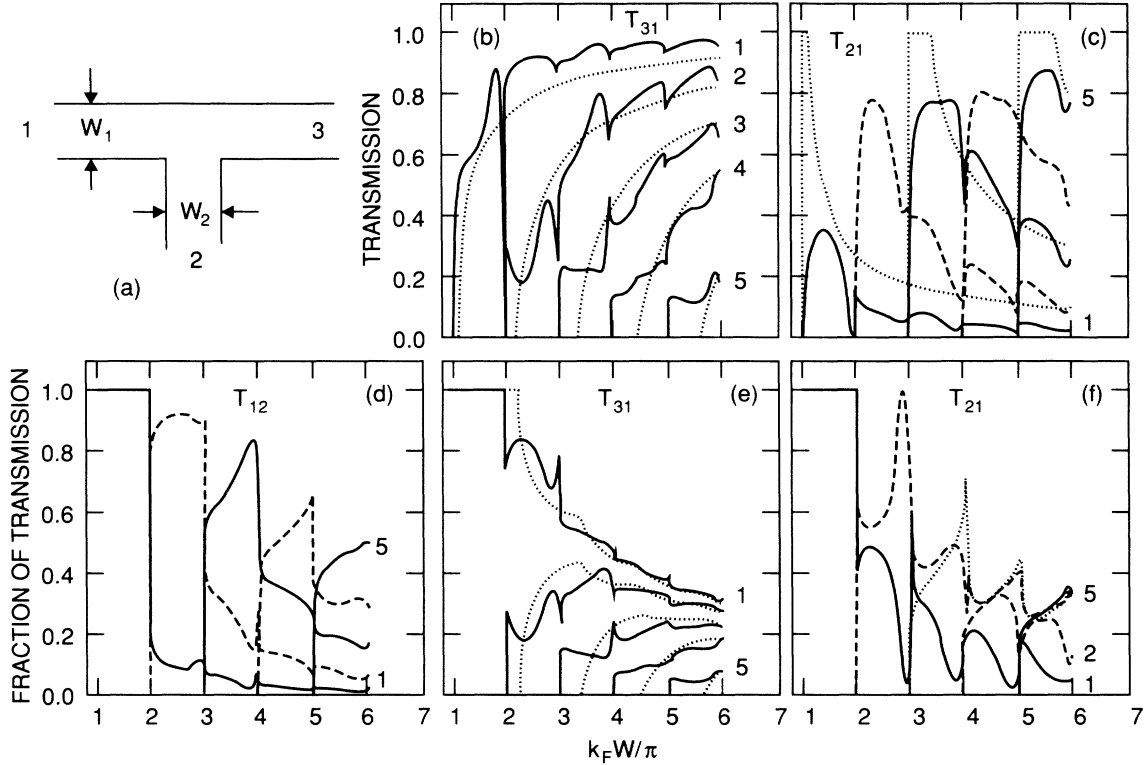 (a)
1
W1
3
W2
2
TRANSMISSION
1.0
0.8
0.6
0.4
0.2
0.0
(b)
T31
1
2
3
4
5
T21
(c)
5
1
FRACTION OF TRANSMISSION
1.0
0.8
0.6
0.4
0.2
0.0
T12
(d)
5
1
1 2 3 4 5 6 7
T31
(e)
1
5
1 2 3 4 5 6 7
kFW/π
T21
(f)
5
2
1
1 2 3 4 5 6 7